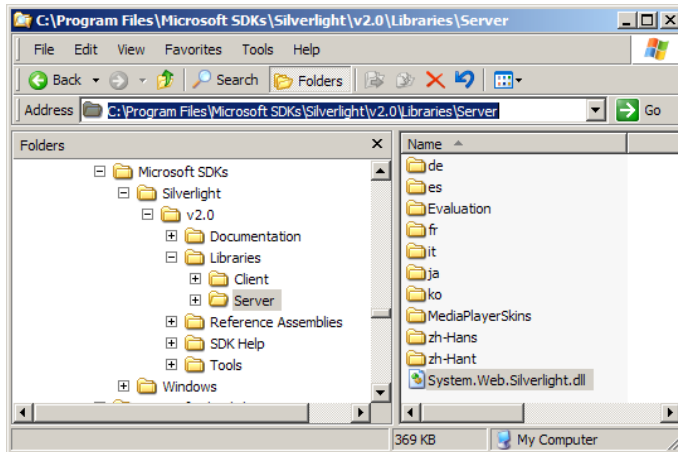 C:\Program Files\Microsoft SDKs\Silverlight\v2.0\Libraries\Server
File Edit View Favorites Tools Help
Back Search Folders
Address C:\Program Files\Microsoft SDKs\Silverlight\v2.0\Libraries\Server Go
Folders
Microsoft SDKs
Silverlight
v2.0
Documentation
Libraries
Client
Server
Reference Assemblies
SDK Help
Tools
Windows
Name
de
es
Evaluation
fr
it
ja
ko
MediaPlayerSkins
zh-Hans
zh-Hant
System.Web.Silverlight.dll
369 KB My Computer